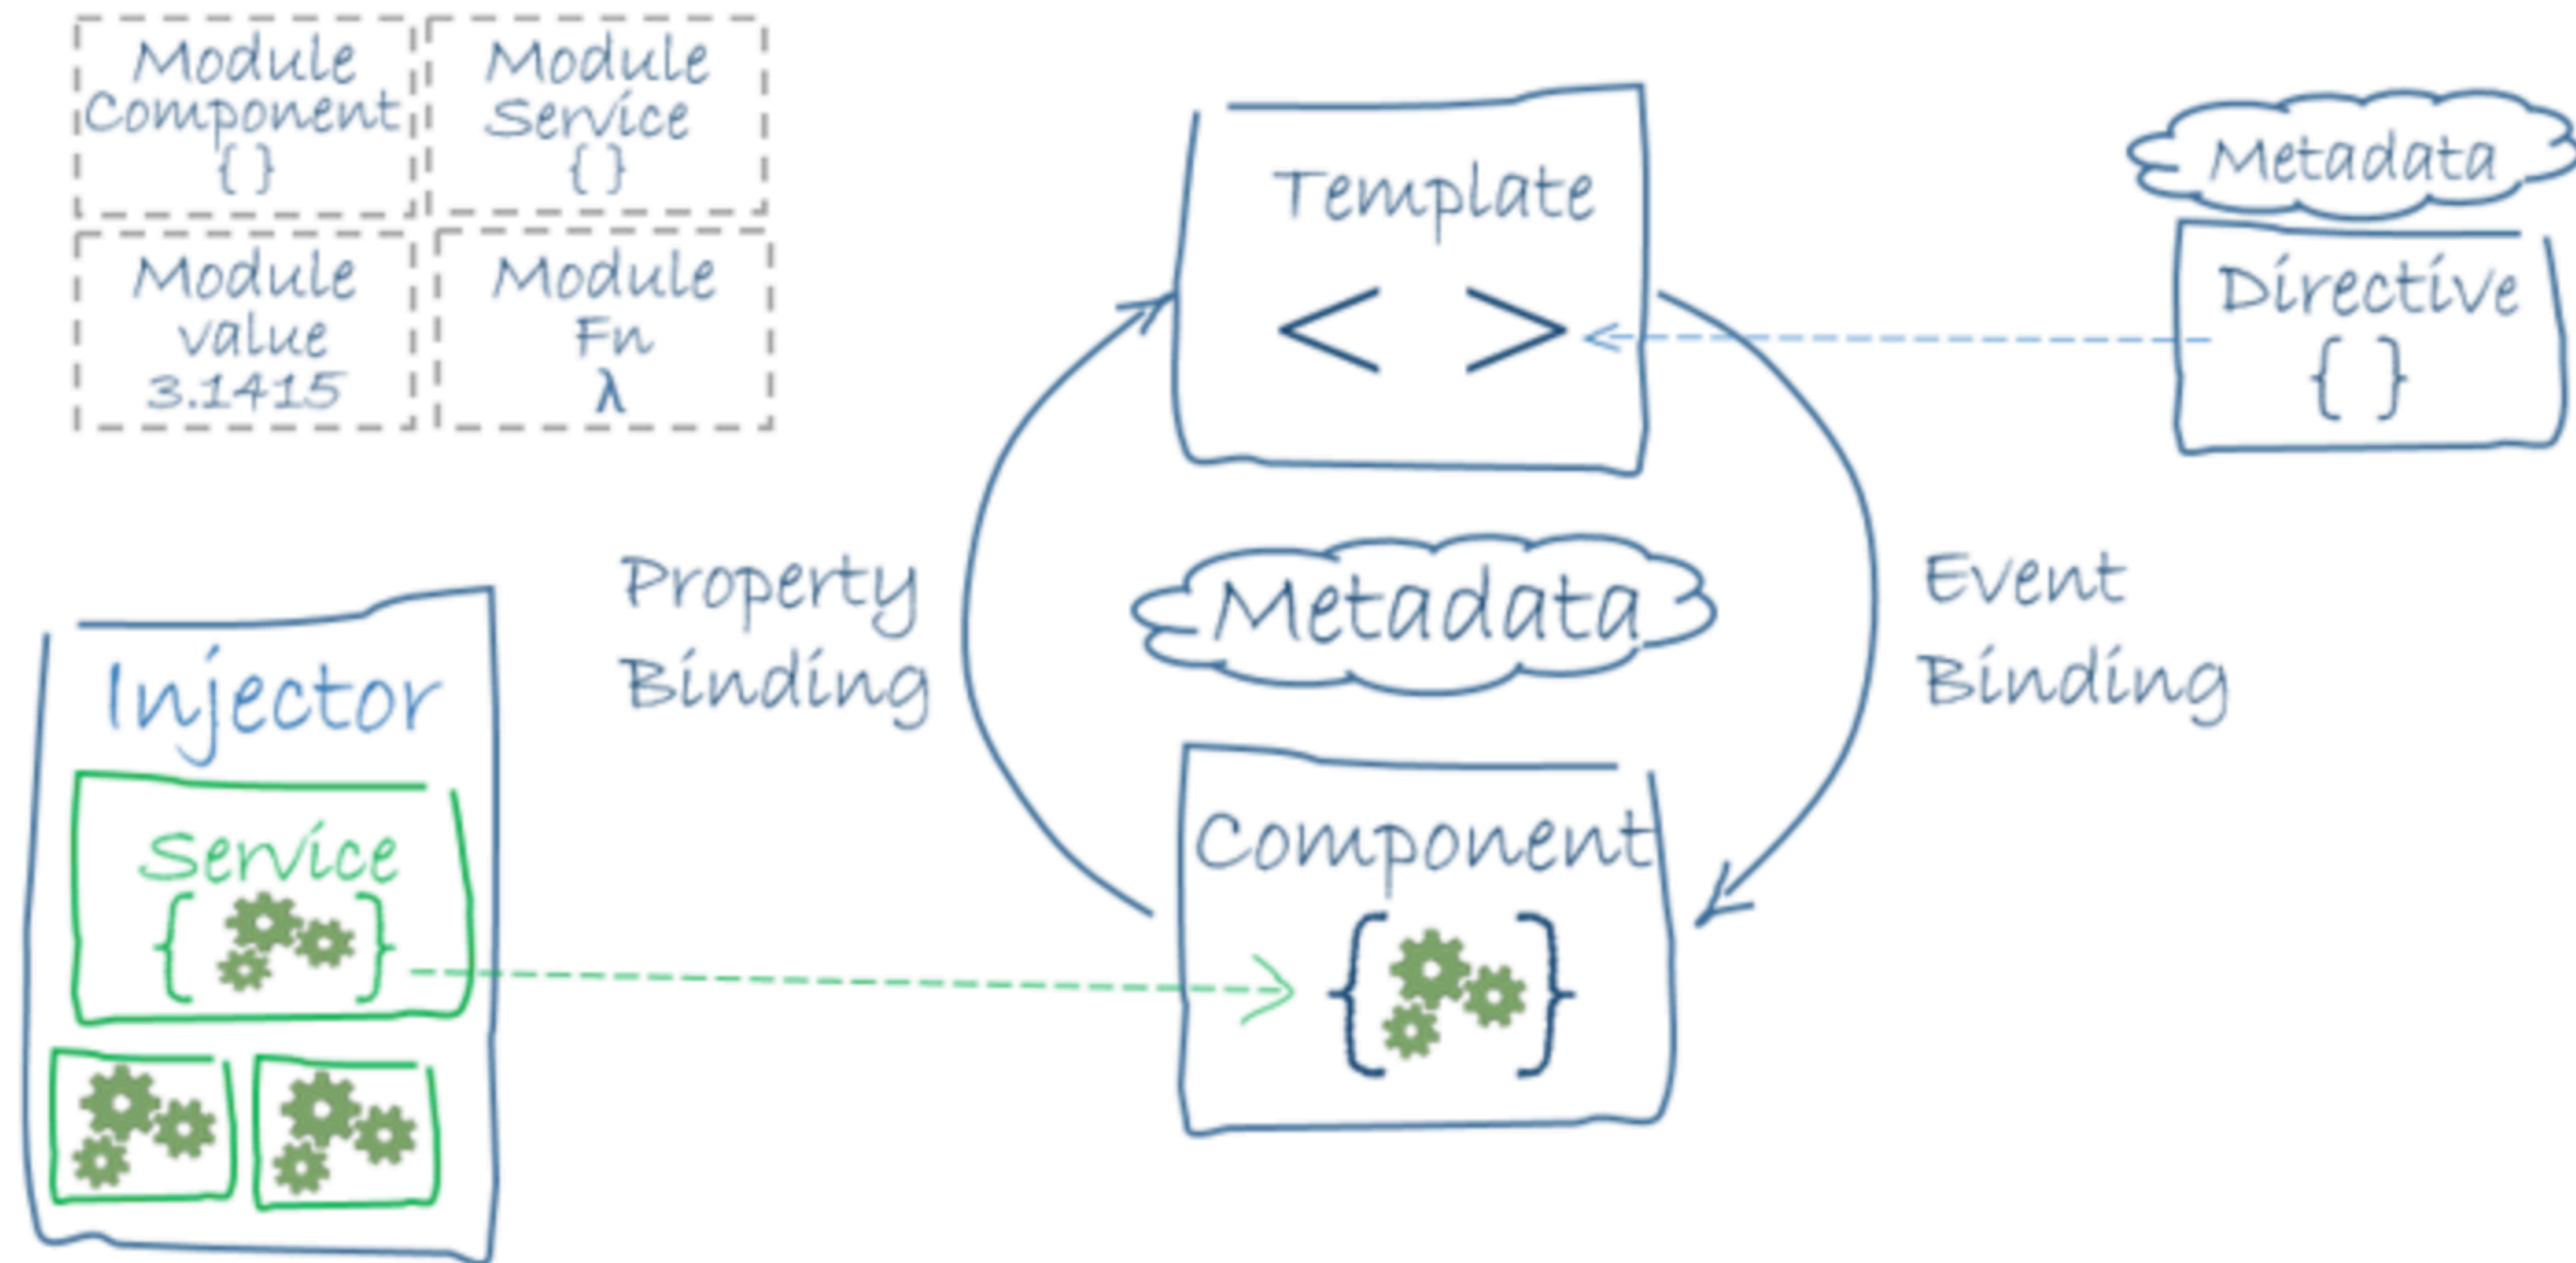 Module
Component
{ }
Module
Service
{ }
Module
value
3.1415
Module
Fn
λ
Template
< >
Metadata
Directive
{ }
Property
Binding
Metadata
Event
Binding
Injector
Service
{ }
Component
{ }